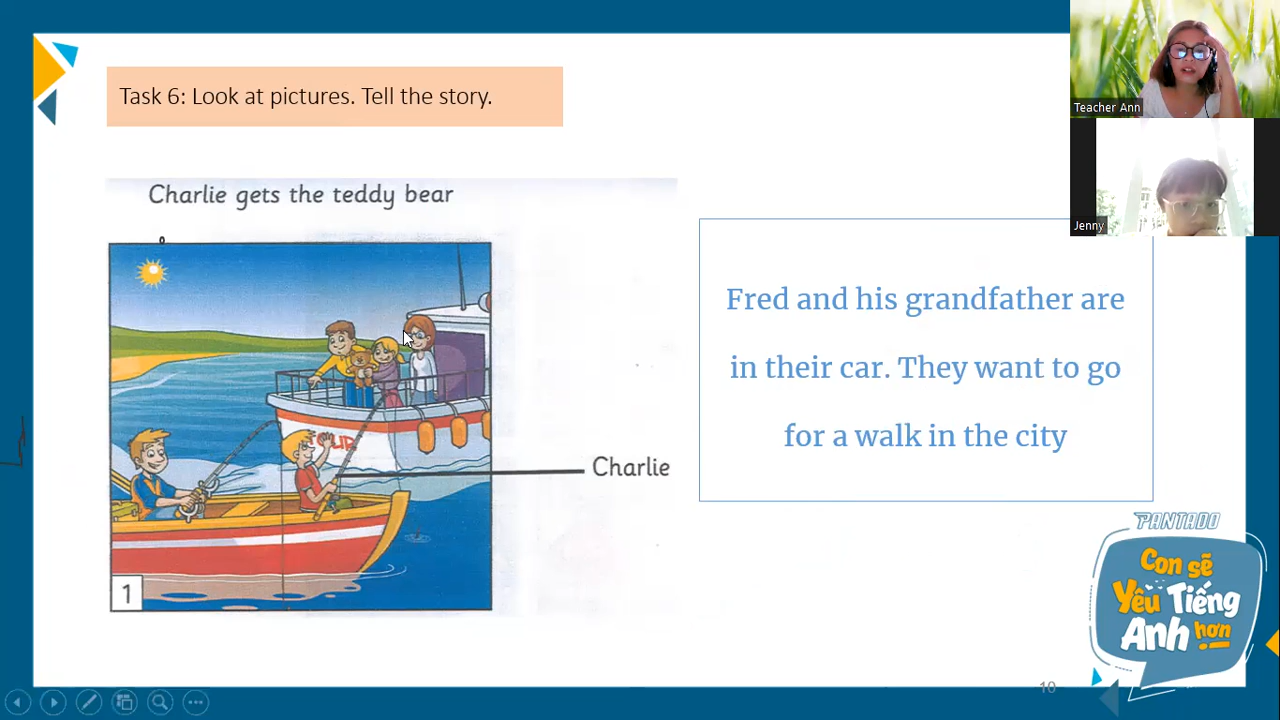 Task 6: Look at pictures. Tell the story.
Teacher Ann
Jenny
Charlie gets the teddy bear
Fred and his grandfather are
in their car. They want to go
for a walk in the city
TOUR
Charlie
1
PANTADO
Con sẽ
Yêu Tiếng
Anh hơn
10